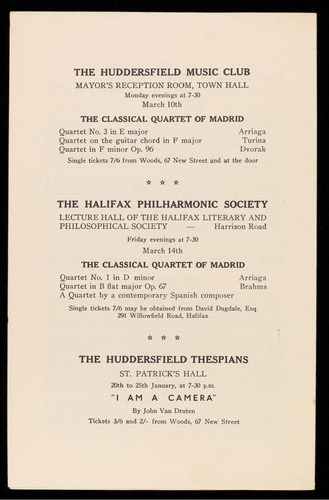 THE HUDDERSFIELD MUSIC CLUB
MAYOR'S RECEPTION ROOM, TOWN HALL
Monday evenings at 7-30
March 10th
THE CLASSICAL QUARTET OF MADRID
Quartet No. 3 in E major Arriaga
Quartet on the guitar chord in F major Turina
Quartet in F minor Op. 96 Dvorak
Single tickets 7/6 from Woods, 67 New Street and at the door
* * *
THE HALIFAX PHILHARMONIC SOCIETY
LECTURE HALL OF THE HALIFAX LITERARY AND
PHILOSOPHICAL SOCIETY — Harrison Road
Friday evenings at 7-30
March 14th
THE CLASSICAL QUARTET OF MADRID
Quartet No. 1 in D minor Arriaga
Quartet in B flat major Op. 67 Brahms
A Quartet by a contemporary Spanish composer
Single tickets 7/6 may be obtained from David Dugdale, Esq
291 Willowfield Road, Halifax
* * *
THE HUDDERSFIELD THESPIANS
ST. PATRICK'S HALL
20th to 25th January, at 7-30 p.m.
"I AM A CAMERA"
By John Van Druten
Tickets 3/6 and 2/- from Woods, 67 New Street